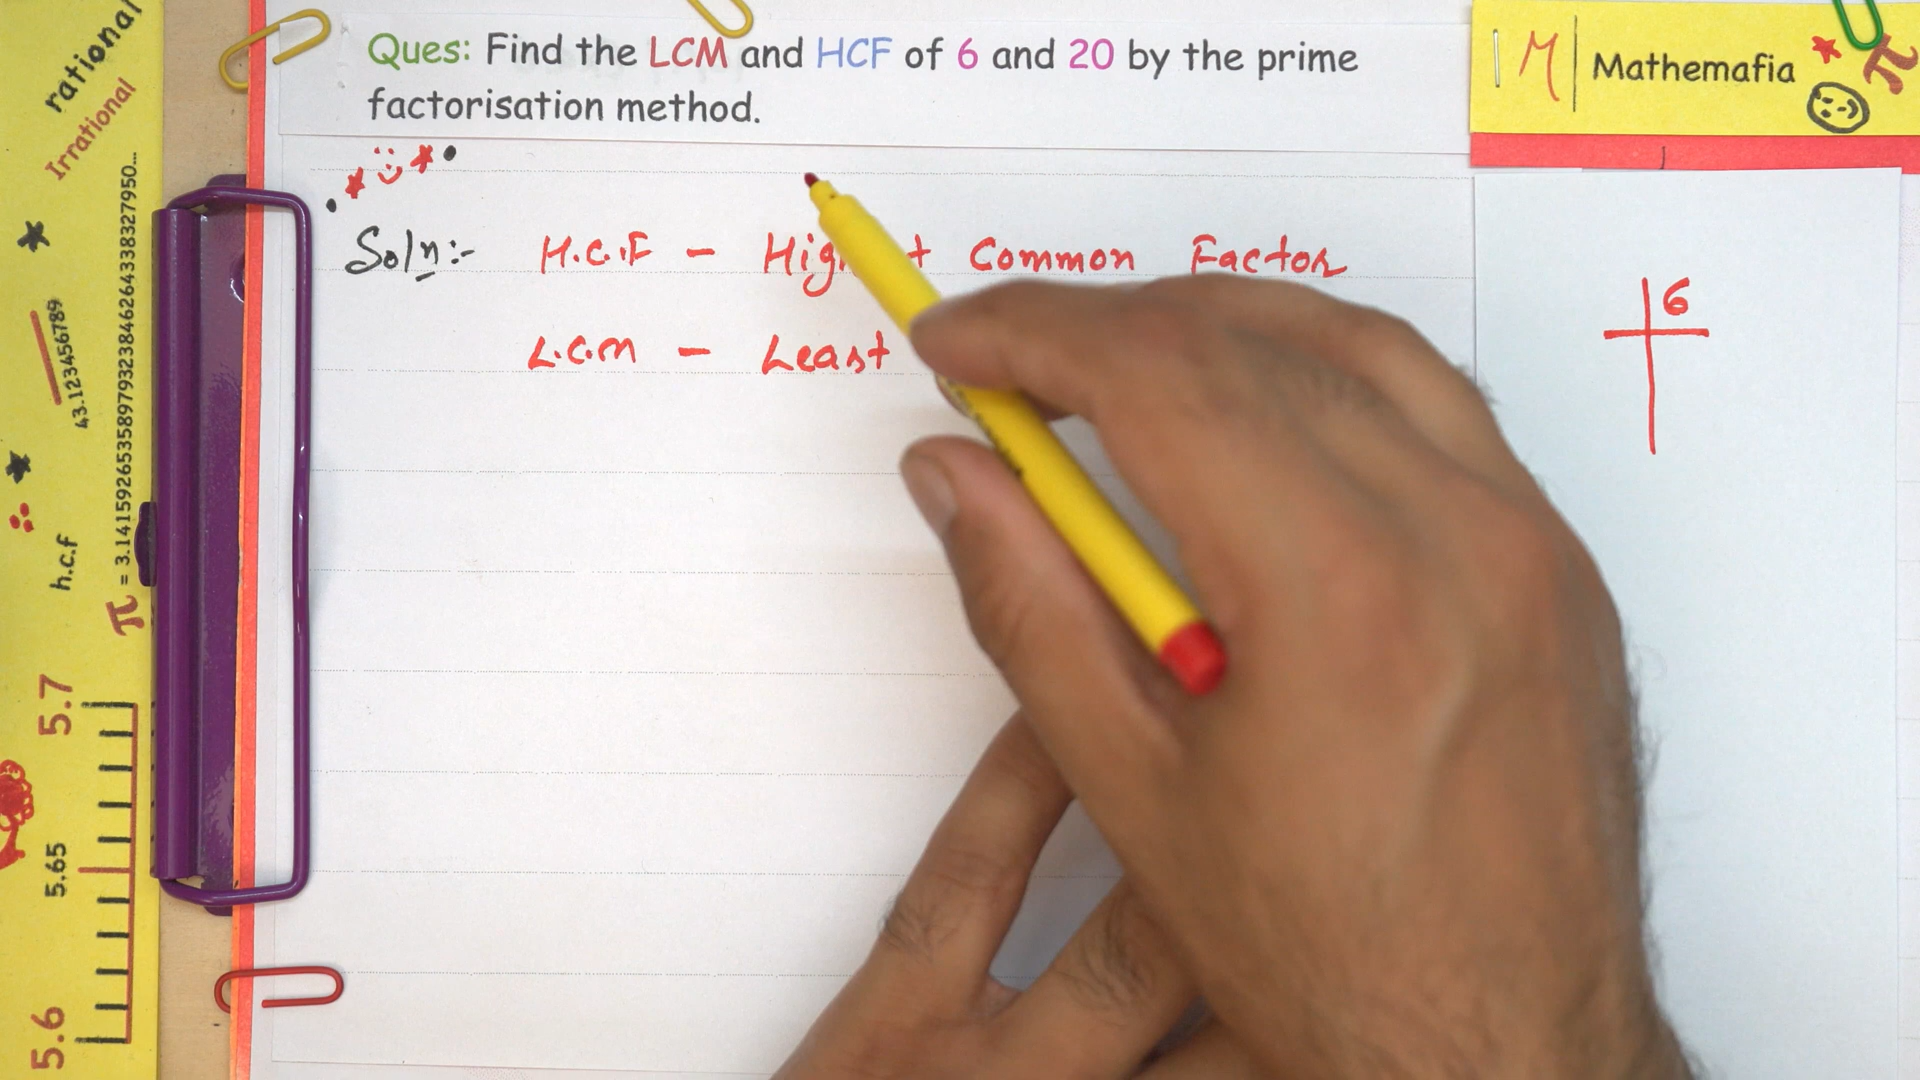 Ques: Find the LCM and HCF of 6 and 20 by the prime
factorisation method.
M Mathemafia π
Soln:- H.C.F - Common Factor
L.C.M - Least
6
rational
Irrational
43.123456789
π = 3.14159265358979323846264338327950...
h.c.f
5.7
5.65
5.6